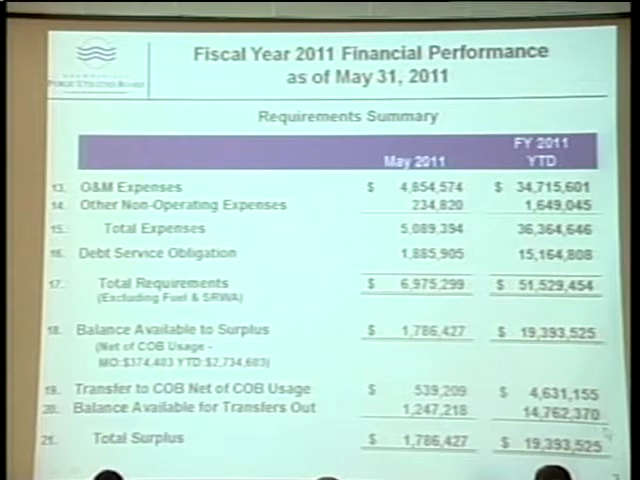 Fiscal Year 2011 Financial Performance
as of May 31, 2011
PUBLIC UTILITIES BOARD
Requirements Summary
May 2011 FY 2011 YTD
13. O&M Expenses $ 4,854,574 $ 34,715,601
14. Other Non-Operating Expenses 234,820 1,649,045
15. Total Expenses 5,089,394 36,364,646
16. Debt Service Obligation 1,885,905 15,164,808
17. Total Requirements $ 6,975,299 $ 51,529,454
(Excluding Fuel & SRWA)
18. Balance Available to Surplus $ 1,786,427 $ 19,393,525
(Net of COB Usage -
MO:$374,483 YTD:$2,734,683)
19. Transfer to COB Net of COB Usage $ 539,209 $ 4,631,155
20. Balance Available for Transfers Out 1,247,218 14,762,370
21. Total Surplus $ 1,786,427 $ 19,393,525